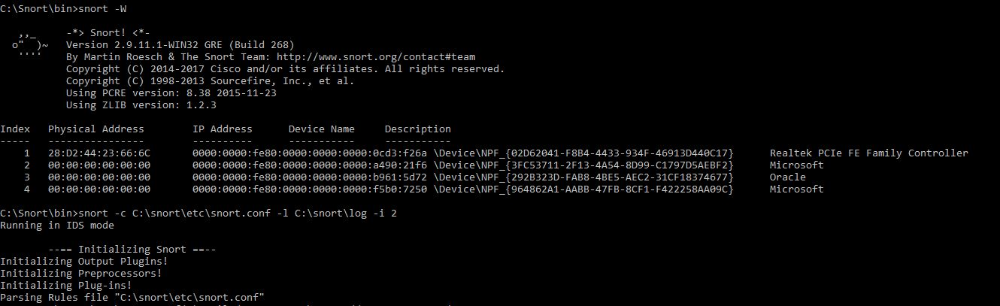 C:\Snort\bin>snort -W
,,_ -*> Snort! <*-
o" )~ Version 2.9.11.1-WIN32 GRE (Build 268)
'''' By Martin Roesch & The Snort Team: http://www.snort.org/contact#team
Copyright (C) 2014-2017 Cisco and/or its affiliates. All rights reserved.
Copyright (C) 1998-2013 Sourcefire, Inc., et al.
Using PCRE version: 8.38 2015-11-23
Using ZLIB version: 1.2.3
Index Physical Address IP Address Device Name Description
----- ---------------- ---------- ----------- -----------
1 28:D2:44:23:66:6C 0000:0000:fe80:0000:0000:0000:0cd3:f26a \Device\NPF_{02D62041-F8B4-4433-934F-46913D440C17} Realtek PCIe FE Family Controller
2 00:00:00:00:00:00 0000:0000:fe80:0000:0000:0000:a490:21f6 \Device\NPF_{3FC53711-2F13-4A54-8D99-C1797D5AEBF2} Microsoft
3 00:00:00:00:00:00 0000:0000:fe80:0000:0000:0000:b961:5d72 \Device\NPF_{292B323D-FAB8-4BE5-AEC2-31CF18374677} Oracle
4 00:00:00:00:00:00 0000:0000:fe80:0000:0000:0000:f5b0:7250 \Device\NPF_{964862A1-AABB-47FB-8CF1-F422258AA09C} Microsoft
C:\Snort\bin>snort -c C:\snort\etc\snort.conf -l C:\snort\log -i 2
Running in IDS mode
--== Initializing Snort ==--
Initializing Output Plugins!
Initializing Preprocessors!
Initializing Plug-ins!
Parsing Rules file "C:\snort\etc\snort.conf"